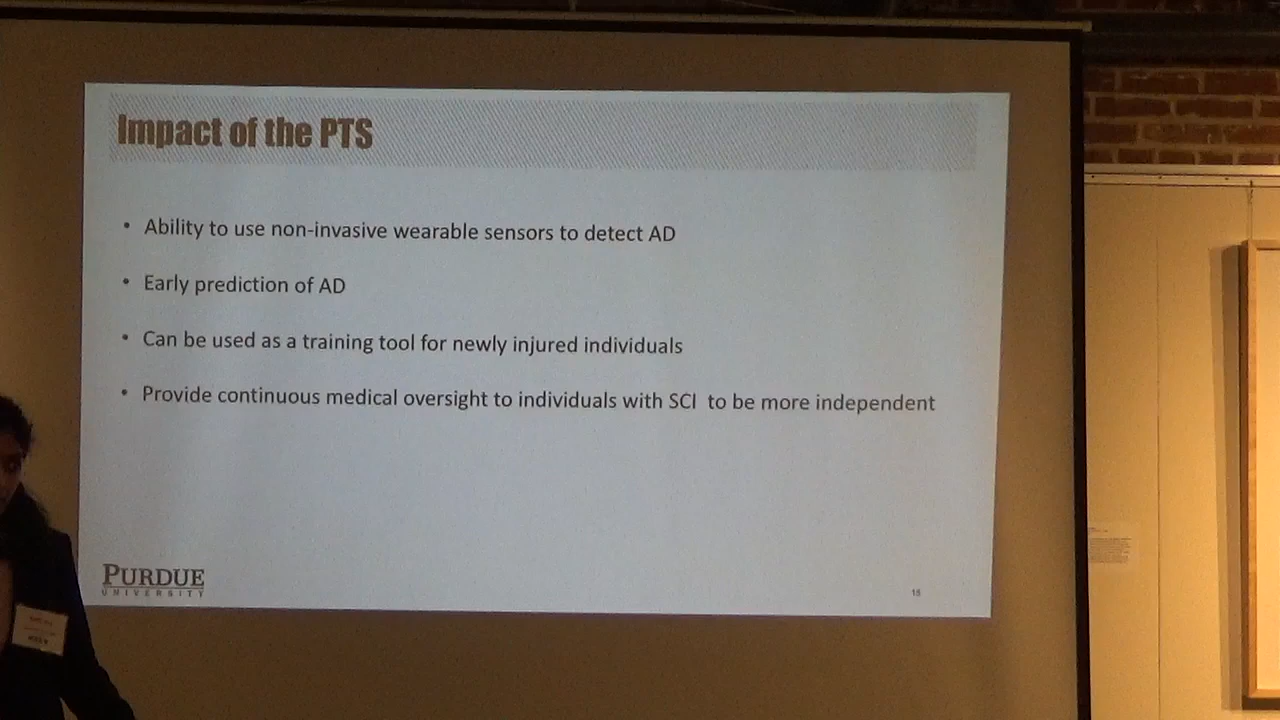 Impact of the PTS
• Ability to use non-invasive wearable sensors to detect AD
• Early prediction of AD
• Can be used as a training tool for newly injured individuals
• Provide continuous medical oversight to individuals with SCI to be more independent
PURDUE
UNIVERSITY